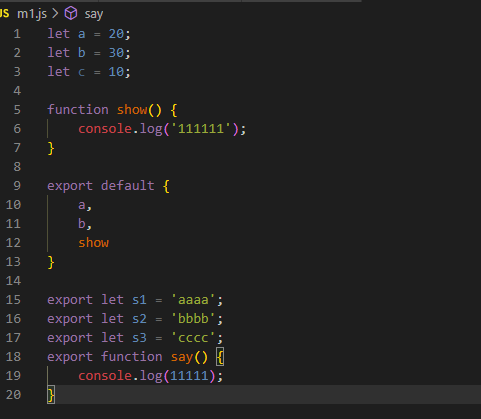 JS m1.js > say
1 let a = 20;
2 let b = 30;
3 let c = 10;
4
5 function show() {
6     console.log('111111');
7 }
8
9 export default {
10     a,
11     b,
12     show
13 }
14
15 export let s1 = 'aaaa';
16 export let s2 = 'bbbb';
17 export let s3 = 'cccc';
18 export function say() {
19     console.log(11111);
20 }